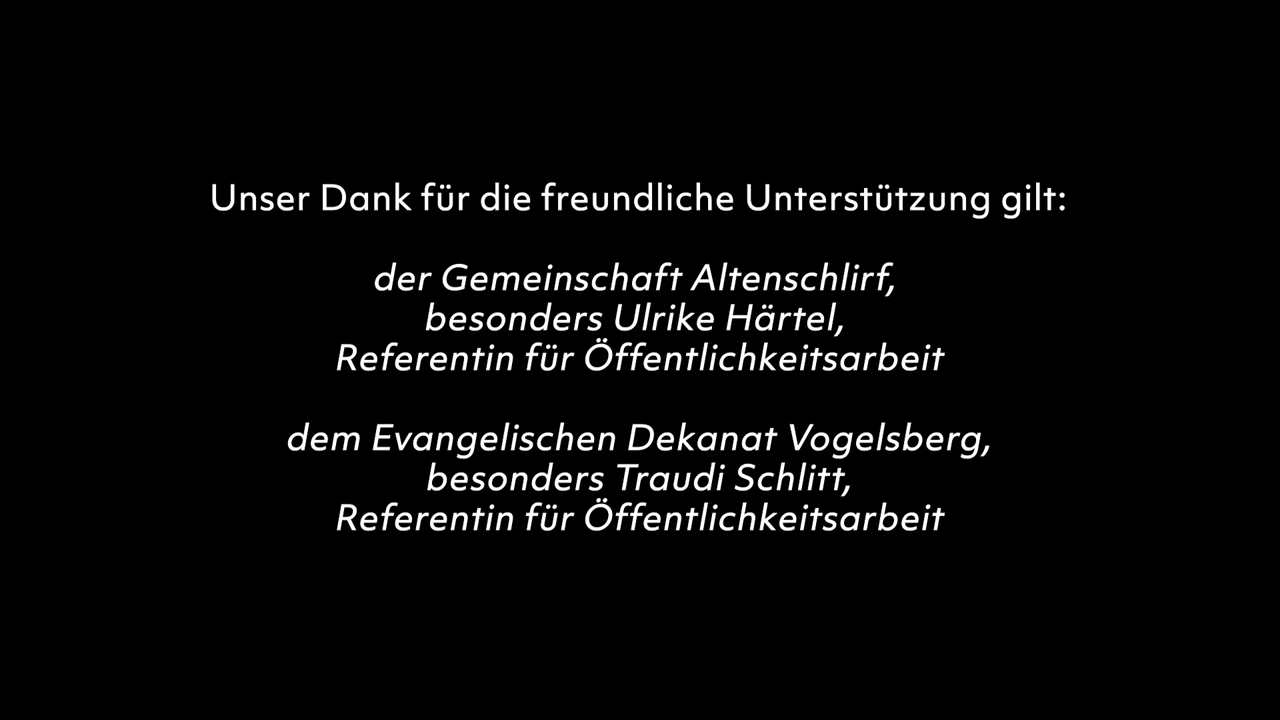 Unser Dank für die freundliche Unterstützung gilt:
der Gemeinschaft Altenschlirf,
besonders Ulrike Härtel,
Referentin für Öffentlichkeitsarbeit
dem Evangelischen Dekanat Vogelsberg,
besonders Traudi Schlitt,
Referentin für Öffentlichkeitsarbeit